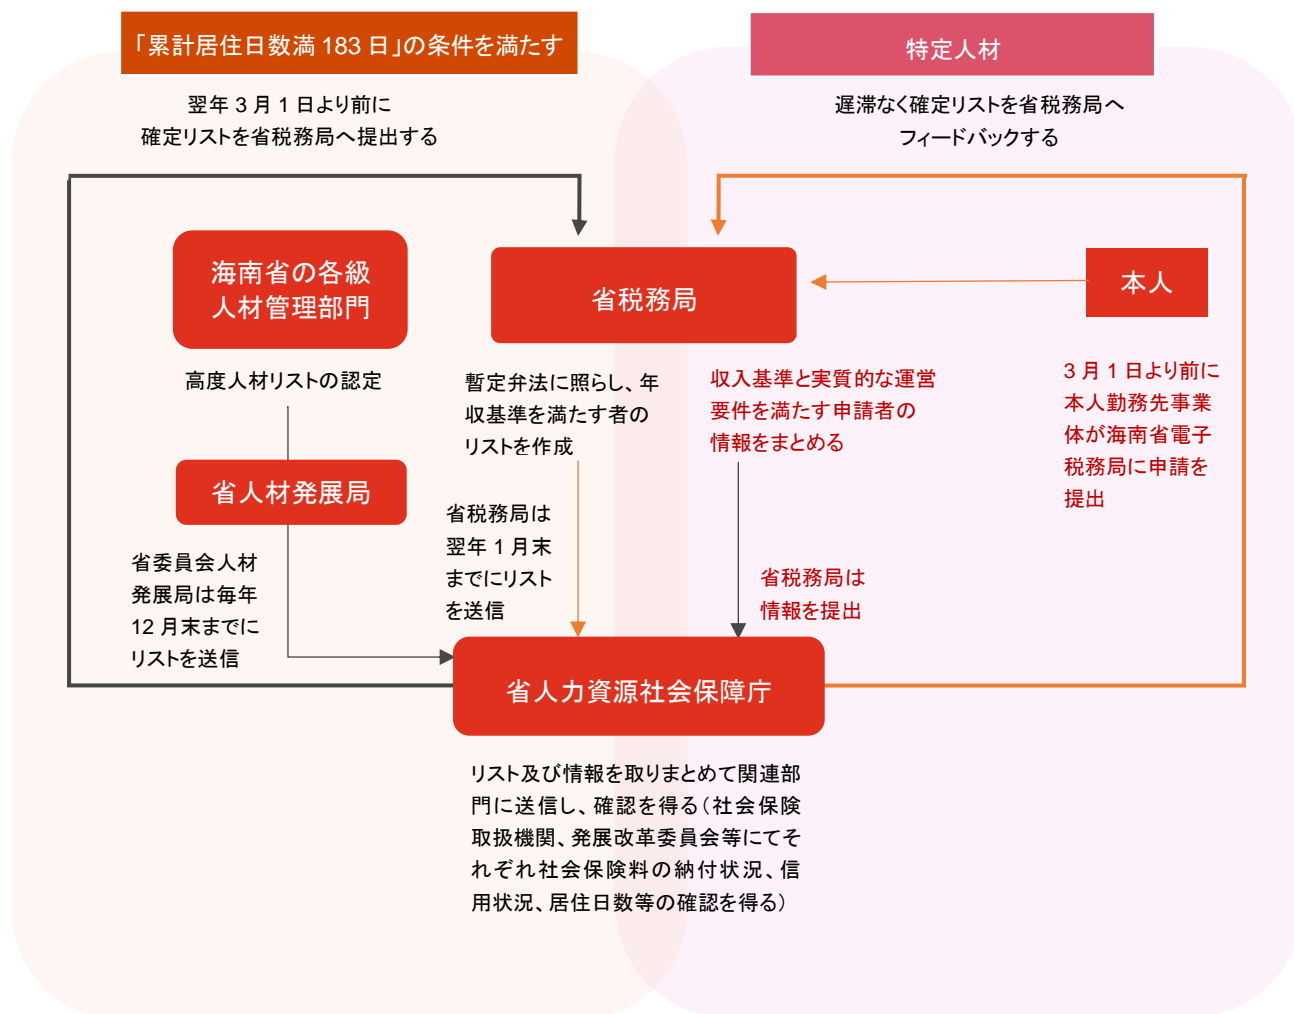 「累計居住日数満 183 日」の条件を満たす
翌年 3 月 1 日より前に
確定リストを省税務局へ提出する
特定人材
遅滞なく確定リストを省税務局へ
フィードバックする
海南省の各級
人材管理部門
高度人材リストの認定
省人材発展局
省委員会人材
発展局は毎年
12 月末までに
リストを送信
省税務局
暫定弁法に照らし、年
収基準を満たす者の
リストを作成
省税務局は
翌年 1 月末
までにリスト
を送信
収入基準と実質的な運営
要件を満たす申請者の
情報をまとめる
省税務局は
情報を提出
本人
3 月 1 日より前に
本人勤務先事業
体が海南省電子
税務局に申請を
提出
省人力資源社会保障庁
リスト及び情報を取りまとめて関連部
門に送信し、確認を得る（社会保険
取扱機関、発展改革委員会等にてそ
れぞれ社会保険料の納付状況、信
用状況、居住日数等の確認を得る）